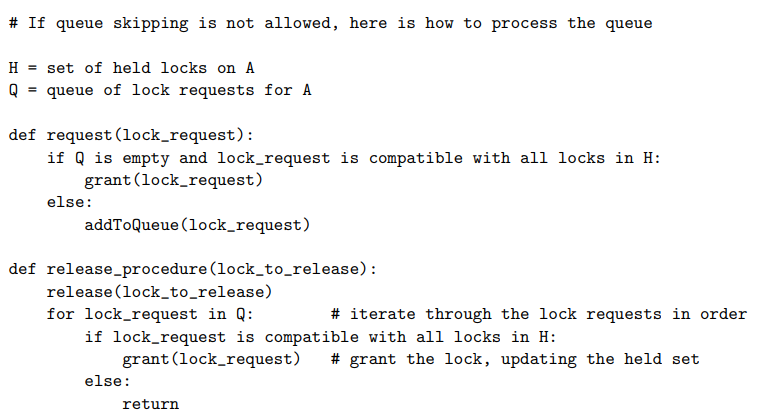 # If queue skipping is not allowed, here is how to process the queue
H = set of held locks on A
Q = queue of lock requests for A
def request(lock_request):
    if Q is empty and lock_request is compatible with all locks in H:
        grant(lock_request)
    else:
        addToQueue(lock_request)
def release_procedure(lock_to_release):
    release(lock_to_release)
    for lock_request in Q:        # iterate through the lock requests in order
        if lock_request is compatible with all locks in H:
            grant(lock_request)   # grant the lock, updating the held set
        else:
            return